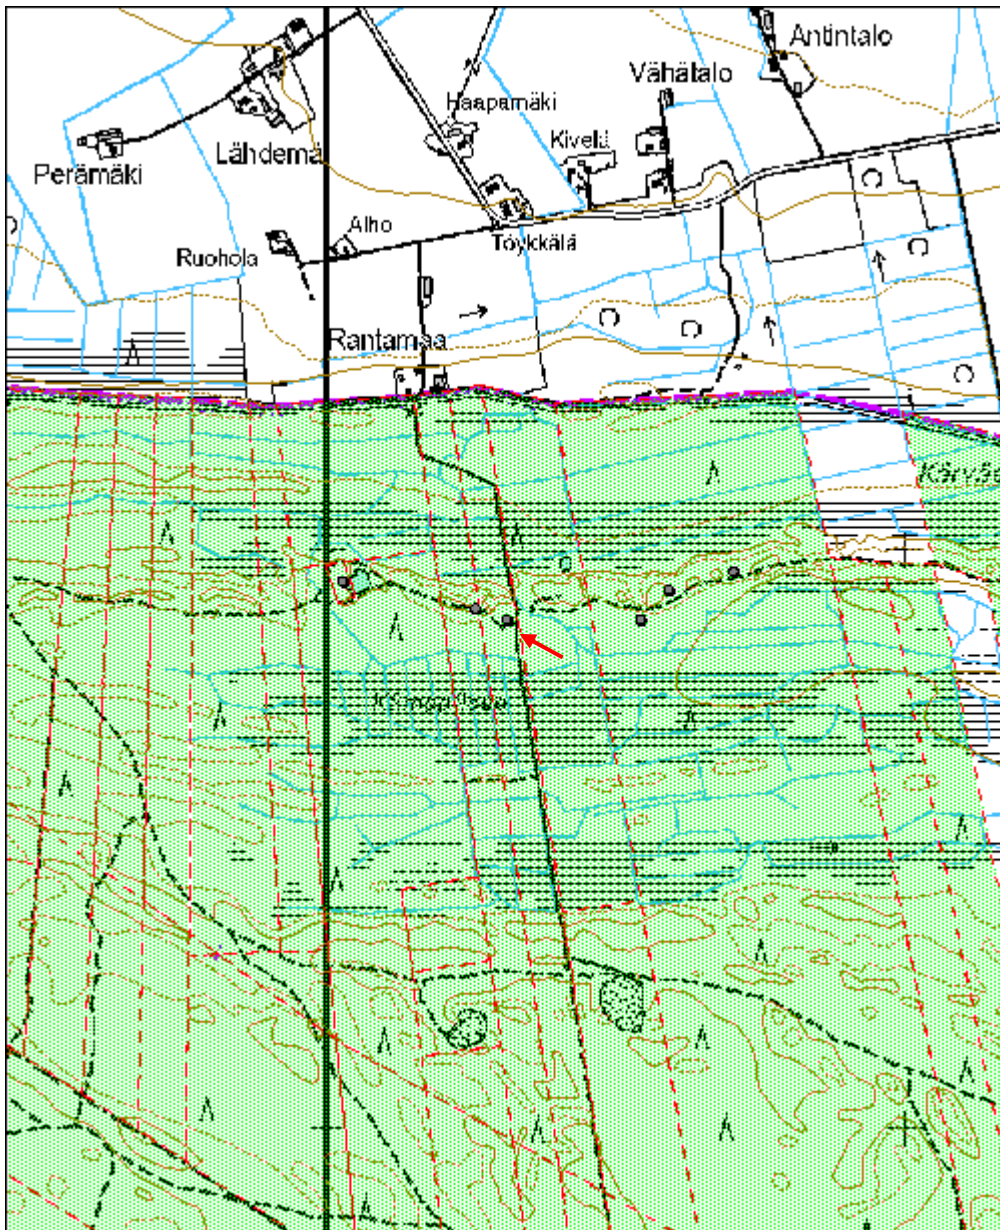 Antintalo
Vähätalo
Haapamäki
Kivelä
Lähdemä
Perämäki
Alho
Töykkälä
Ruohola
Rantamaa